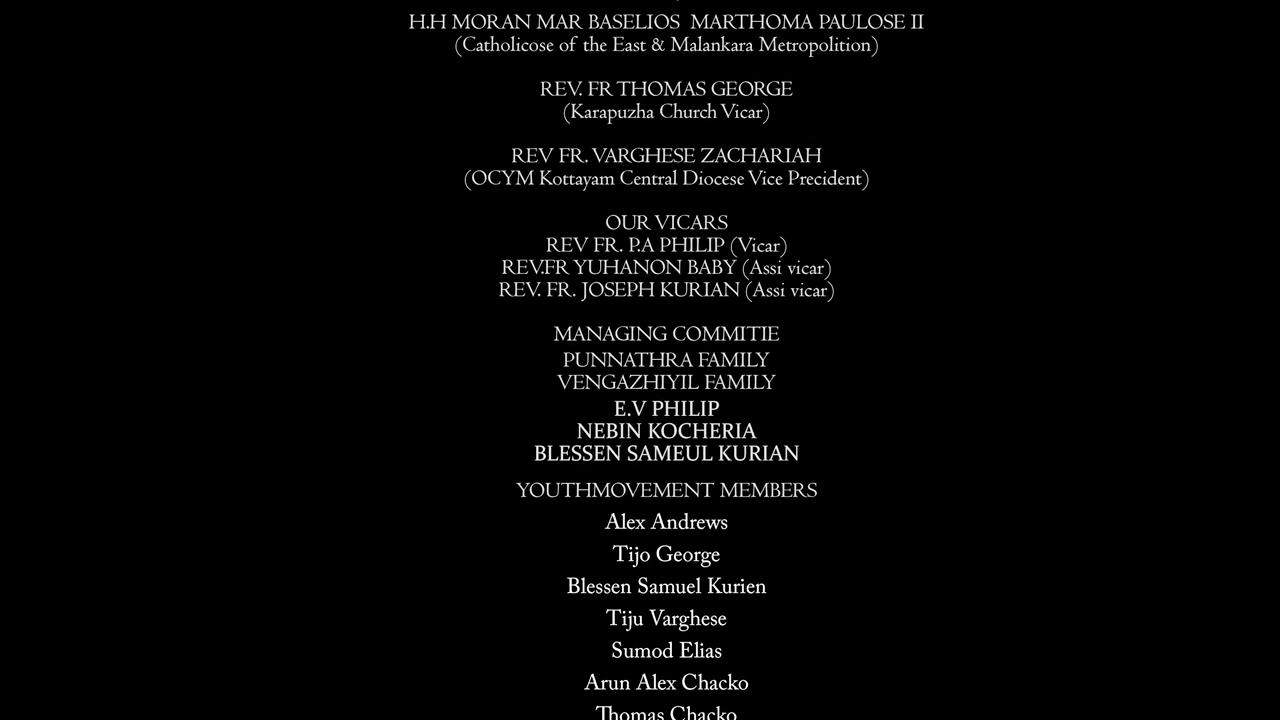 H.H MORAN MAR BASELIOS MARTHOMA PAULOSE II
(Catholicose of the East & Malankara Metropolition)
REV. FR THOMAS GEORGE
(Karapuzha Church Vicar)
REV FR. VARGHESE ZACHARIAH
(OCYM Kottayam Central Diocese Vice Precident)
OUR VICARS
REV FR. P.A PHILIP (Vicar)
REV.FR YUHANON BABY (Assi vicar)
REV. FR. JOSEPH KURIAN (Assi vicar)
MANAGING COMMITIE
PUNNATHRA FAMILY
VENGAZHIYIL FAMILY
E.V PHILIP
NEBIN KOCHERIA
BLESSEN SAMEUL KURIAN
YOUTHMOVEMENT MEMBERS
Alex Andrews
Tijo George
Blessen Samuel Kurien
Tiju Varghese
Sumod Elias
Arun Alex Chacko
Thomas Chacko